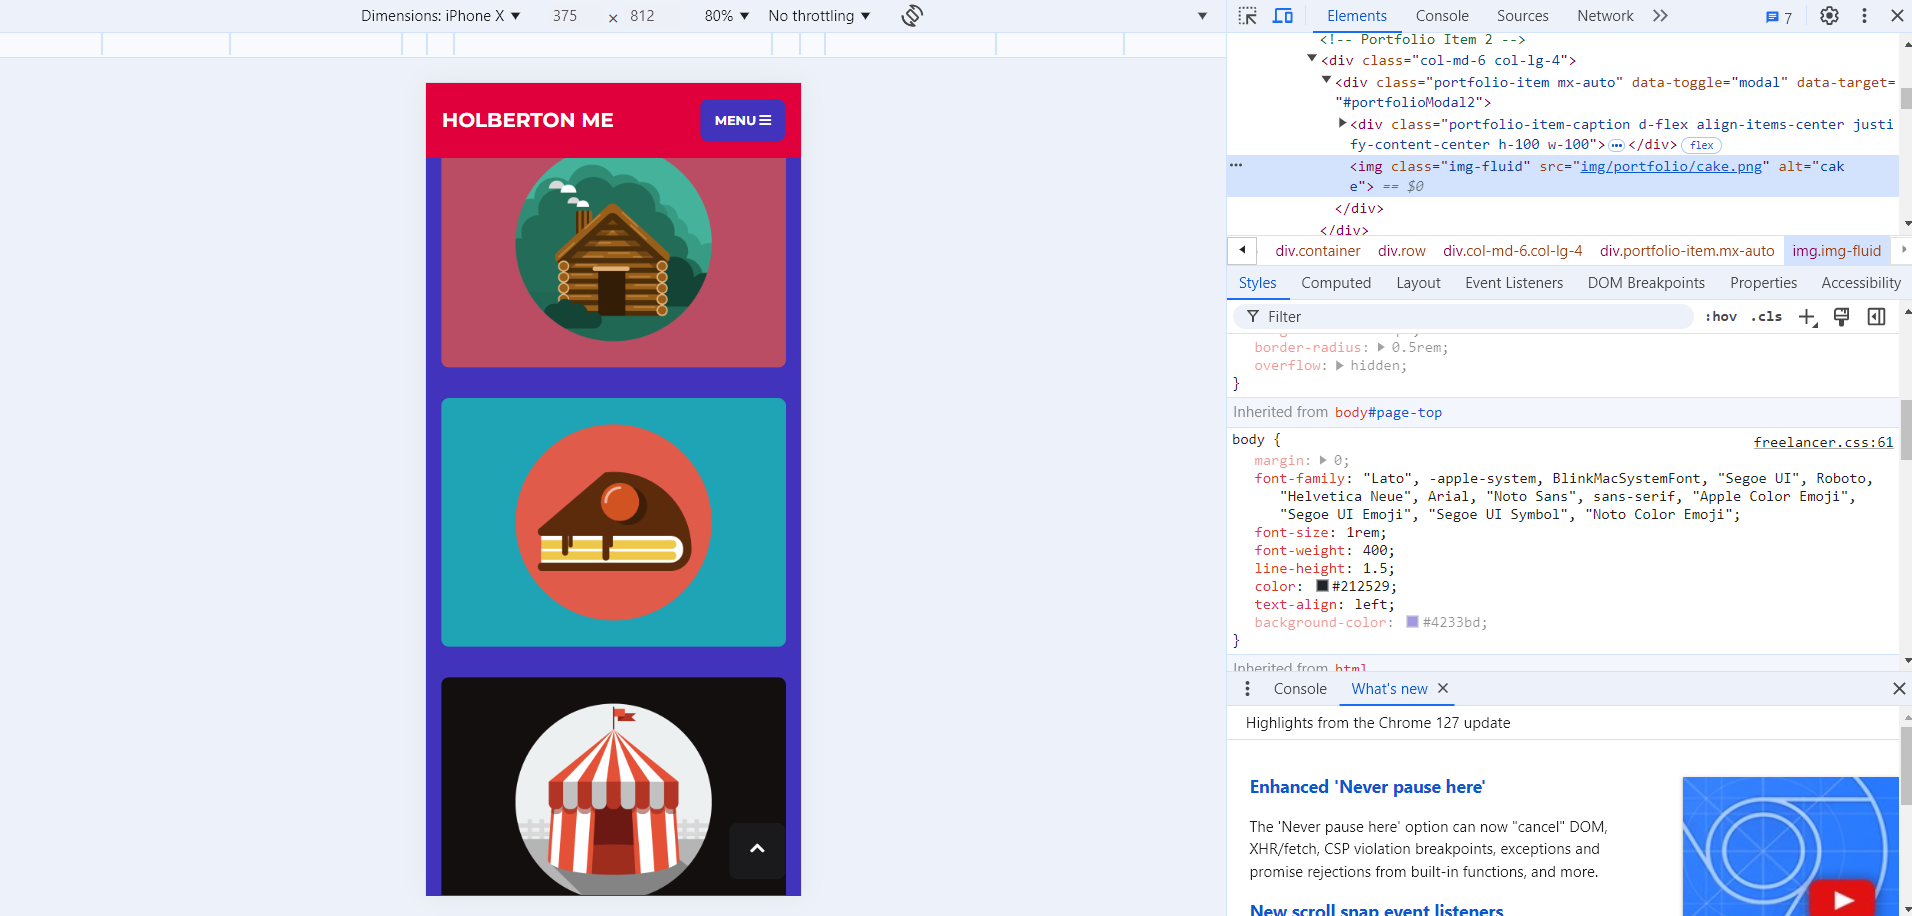 Dimensions: iPhone X ▼ 375 × 812 80% ▼ No throttling ▼
Elements Console Sources Network 7
<!-- Portfolio Item 2 -->
<div class="col-md-6 col-lg-4">
<div class="portfolio-item mx-auto" data-toggle="modal" data-target=
"#portfolioModal2">
<div class="portfolio-item-caption d-flex align-items-center justi
fy-content-center h-100 w-100"> ⋯ </div> flex
<img class="img-fluid" src="img/portfolio/cake.png" alt="cak
e"> == $0
</div>
</div>
div.container div.row div.col-md-6.col-lg-4 div.portfolio-item.mx-auto img.img-fluid
Styles Computed Layout Event Listeners DOM Breakpoints Properties Accessibility
Filter :hov .cls
border-radius: 0.5rem;
overflow: hidden;
}
Inherited from body#page-top
body {
freelancer.css:61
margin: 0;
font-family: "Lato", -apple-system, BlinkMacSystemFont, "Segoe UI", Roboto,
"Helvetica Neue", Arial, "Noto Sans", sans-serif, "Apple Color Emoji",
"Segoe UI Emoji", "Segoe UI Symbol", "Noto Color Emoji";
font-size: 1rem;
font-weight: 400;
line-height: 1.5;
color: #212529;
text-align: left;
background-color: #4233bd;
}
Inherited from html
Console What's new
Highlights from the Chrome 127 update
Enhanced 'Never pause here'
The 'Never pause here' option can now "cancel" DOM,
XHR/fetch, CSP violation breakpoints, exceptions and
promise rejections from built-in functions, and more.
New scroll snap event listeners
HOLBERTON ME
MENU